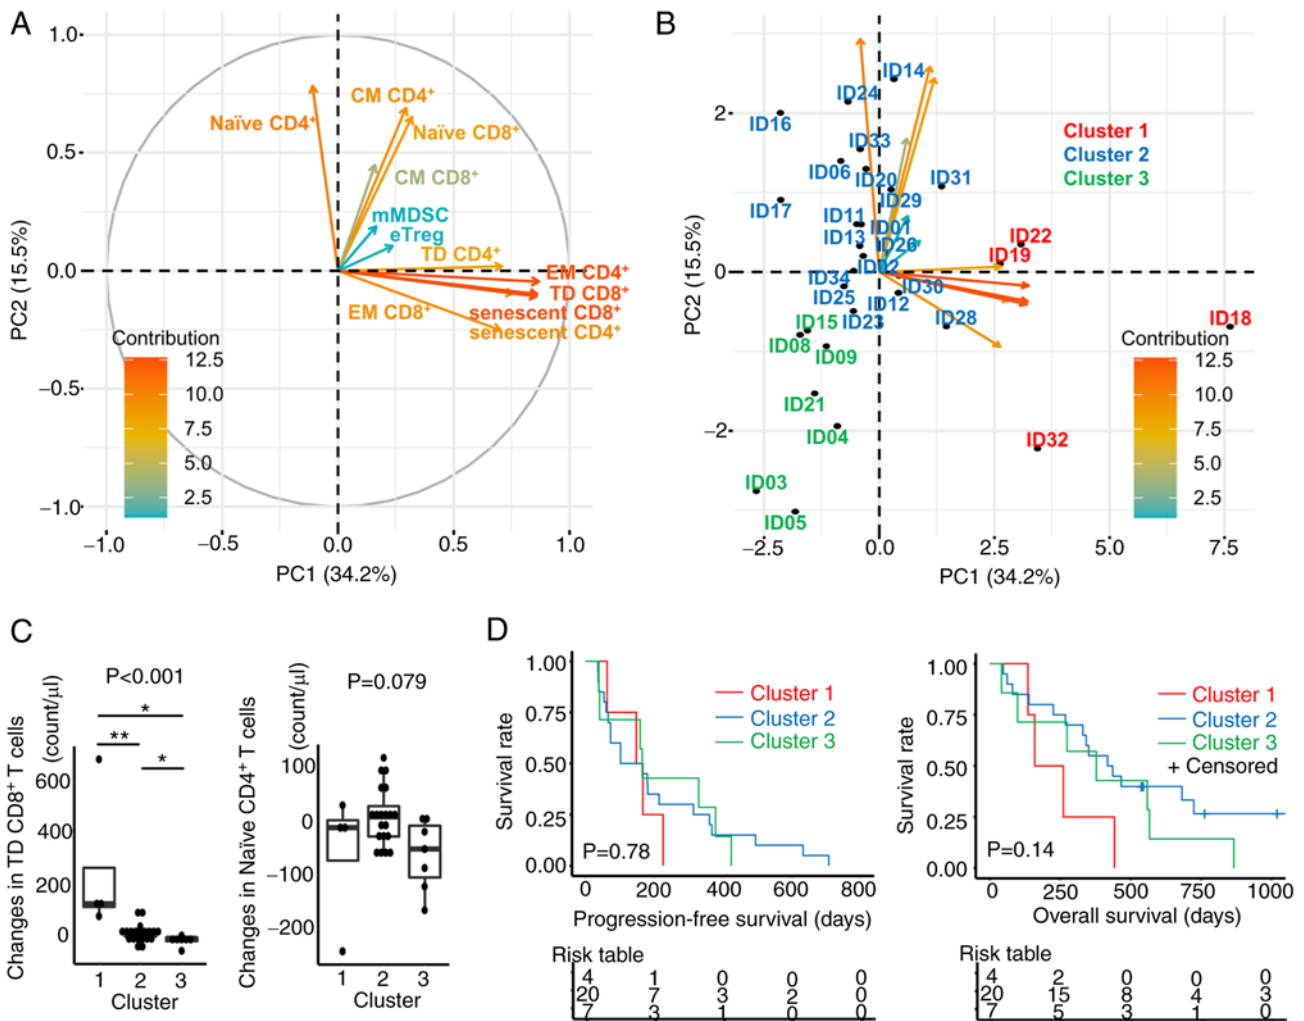 A
1.0
0.5
0.0
−0.5
−1.0
PC2 (15.5%)
Naïve CD4+
CM CD4+
Naïve CD8+
CM CD8+
mMDSC
eTreg
TD CD4+
EM CD4+
TD CD8+
EM CD8+
senescent CD8+
senescent CD4+
Contribution
12.5
10.0
7.5
5.0
2.5
−1.0
−0.5
0.0
0.5
1.0
PC1 (34.2%)
B
2
0
−2
PC2 (15.5%)
ID14
ID24
ID16
ID33
ID06
ID20
ID31
ID29
ID17
ID11
ID01
ID13
ID26
ID02
ID34
ID30
ID25
ID12
ID23
ID28
ID22
ID19
ID18
ID32
ID15
ID08
ID09
ID21
ID04
ID03
ID05
Cluster 1
Cluster 2
Cluster 3
Contribution
12.5
10.0
7.5
5.0
2.5
−2.5
0.0
2.5
5.0
7.5
PC1 (34.2%)
C
Changes in TD CD8+ T cells (count/µl)
P<0.001
*
**
*
600
400
200
0
1 2 3
Cluster
Changes in Naïve CD4+ T cells (count/µl)
P=0.079
100
0
−100
−200
1 2 3
Cluster
D
Survival rate
1.00
0.75
0.50
0.25
0.00
Cluster 1
Cluster 2
Cluster 3
P=0.78
0 200 400 600 800
Progression-free survival (days)
Risk table
4 1 0 0 0
20 7 3 2 0
7 3 1 0 0
Survival rate
1.00
0.75
0.50
0.25
0.00
Cluster 1
Cluster 2
Cluster 3
+ Censored
P=0.14
0 250 500 750 1000
Overall survival (days)
Risk table
4 2 0 0 0
20 15 8 4 3
7 5 3 1 0